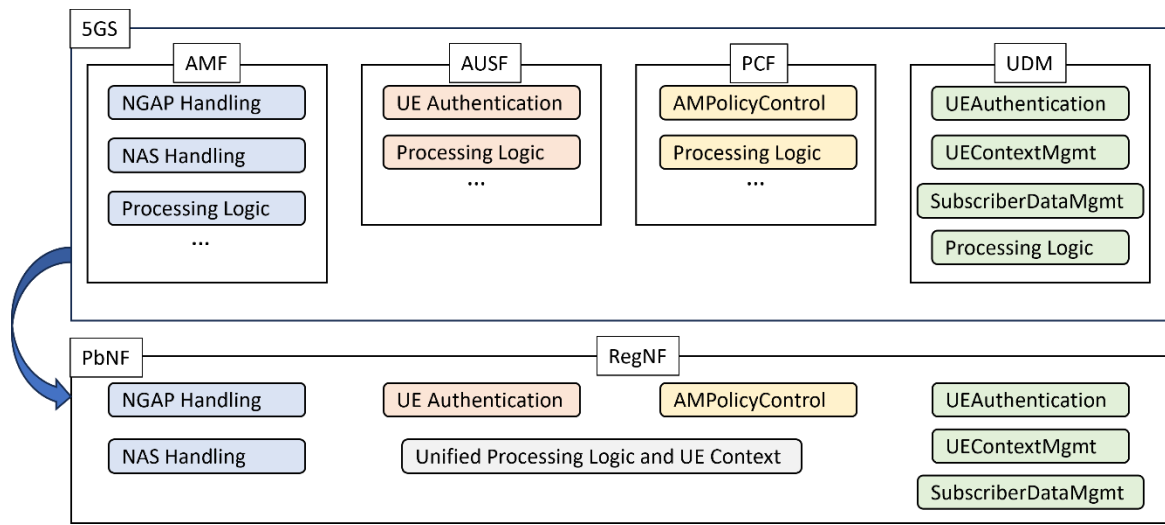 5GS
AMF
NGAP Handling
NAS Handling
Processing Logic
...
AUSF
UE Authentication
Processing Logic
...
PCF
AMPolicyControl
Processing Logic
...
UDM
UEAuthentication
UEContextMgmt
SubscriberDataMgmt
Processing Logic
PbNF
RegNF
NGAP Handling
NAS Handling
UE Authentication
AMPolicyControl
Unified Processing Logic and UE Context
UEAuthentication
UEContextMgmt
SubscriberDataMgmt